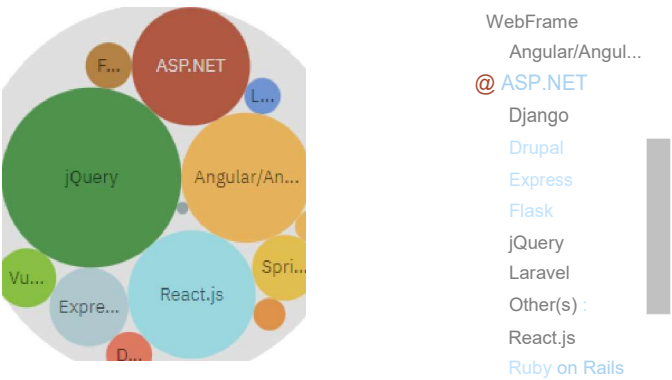 F...
ASP.NET
L...
jQuery
Angular/An...
Spri...
Vu...
Expre...
React.js
D...
WebFrame
Angular/Angul...
@ ASP.NET
Django
Drupal
Express
Flask
jQuery
Laravel
Other(s) :
React.js
Ruby on Rails